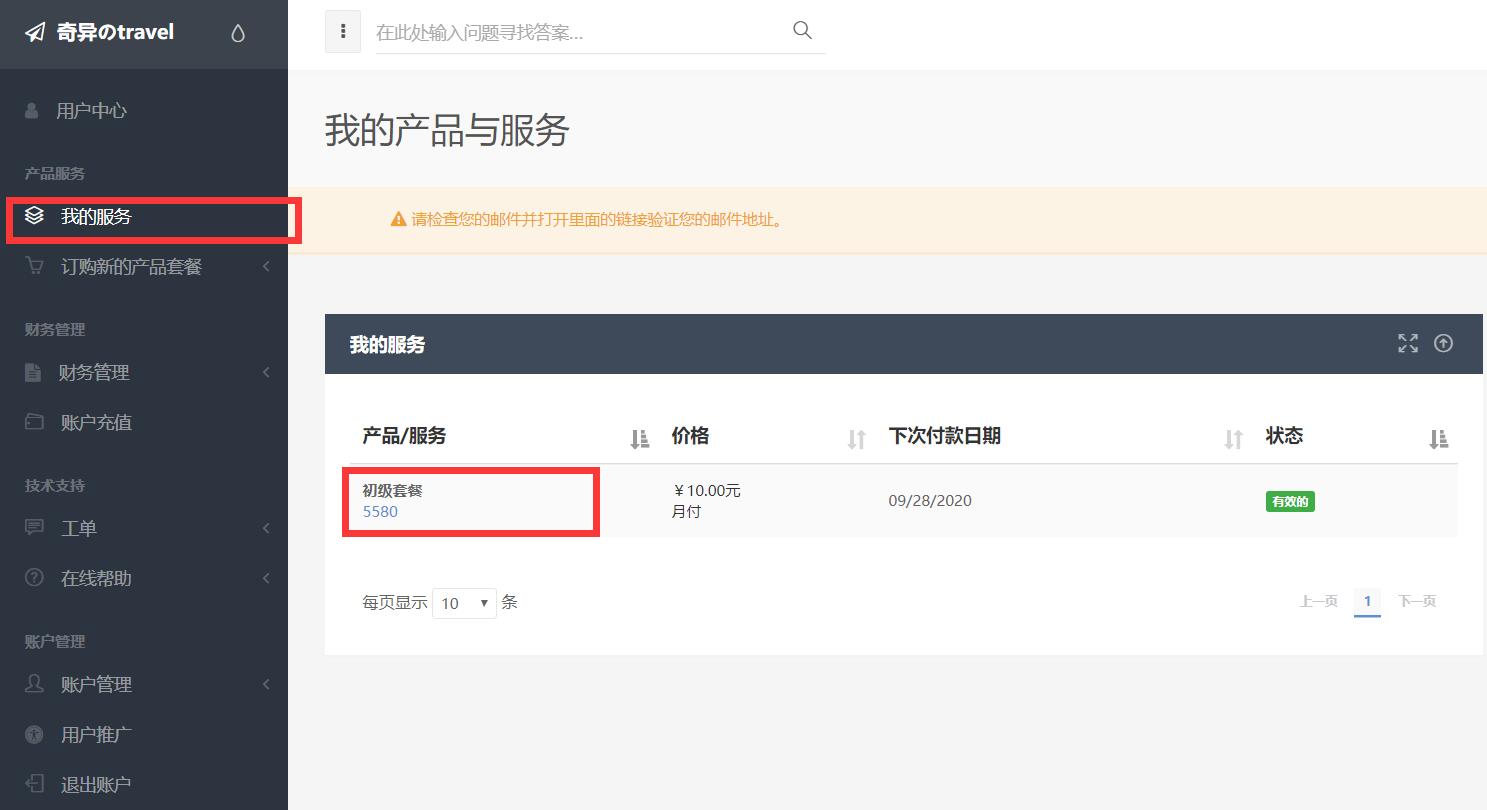 奇异のtravel
在此处输入问题寻找答案...
用户中心
产品服务
我的服务
订购新的产品套餐
财务管理
财务管理
账户充值
技术支持
工单
在线帮助
账户管理
账户管理
用户推广
退出账户
我的产品与服务
请检查您的邮件并打开里面的链接验证您的邮件地址。
我的服务
产品/服务 价格 下次付款日期 状态
初级套餐 ￥10.00元
5580 月付 09/28/2020 有效的
每页显示 10 条 上一页 1 下一页